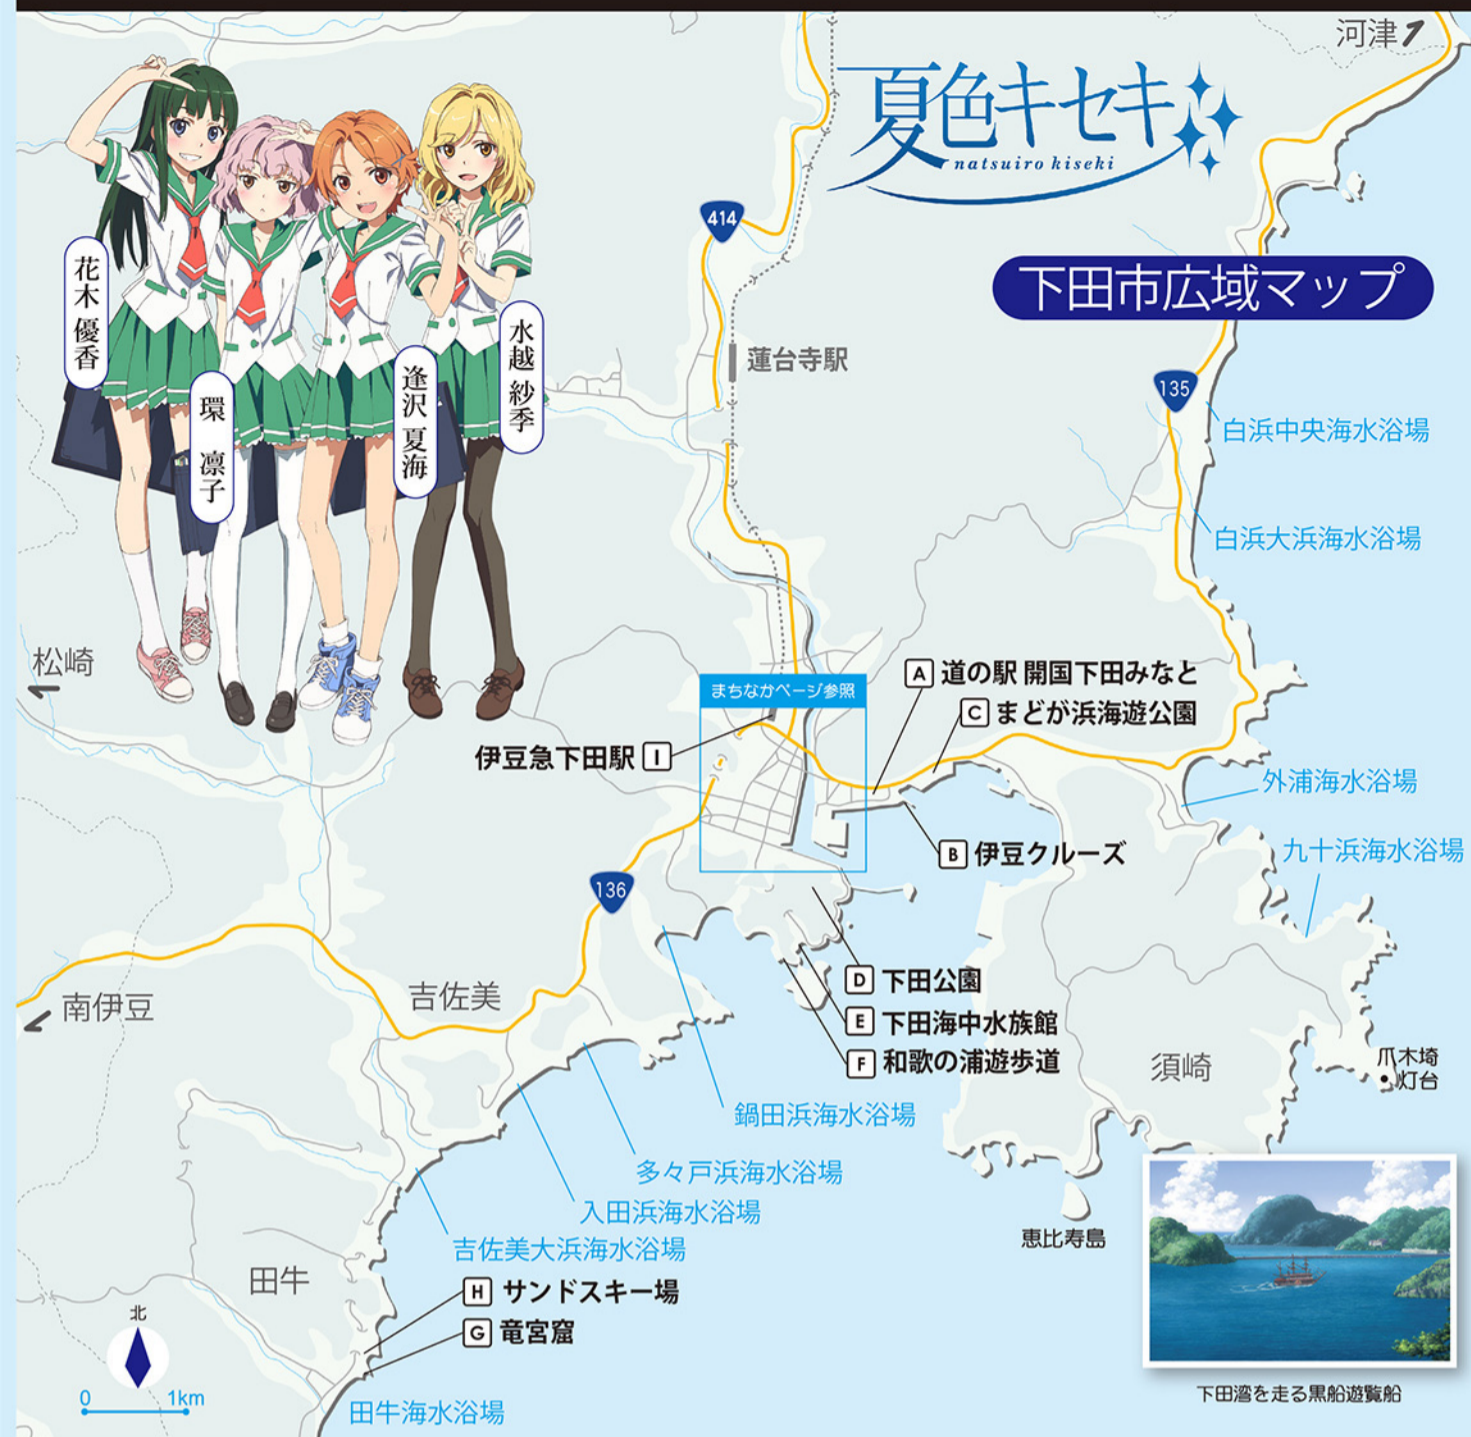 河津
夏色キセキ
natsuiro kiseki
414
下田市広域マップ
花木 優香
環 凛子
逢沢 夏海
水越 紗季
蓮台寺駅
135
白浜中央海水浴場
白浜大浜海水浴場
松崎
まちなかページ参照
A 道の駅 開国下田みなと
C まどが浜海遊公園
伊豆急下田駅 I
外浦海水浴場
B 伊豆クルーズ
九十浜海水浴場
136
D 下田公園
南伊豆
吉佐美
E 下田海中水族館
F 和歌の浦遊歩道
須崎
爪木埼
灯台
鍋田浜海水浴場
多々戸浜海水浴場
入田浜海水浴場
恵比寿島
吉佐美大浜海水浴場
田牛
H サンドスキー場
G 竜宮窟
北
0 1km
下田湾を走る黒船遊覧船
田牛海水浴場